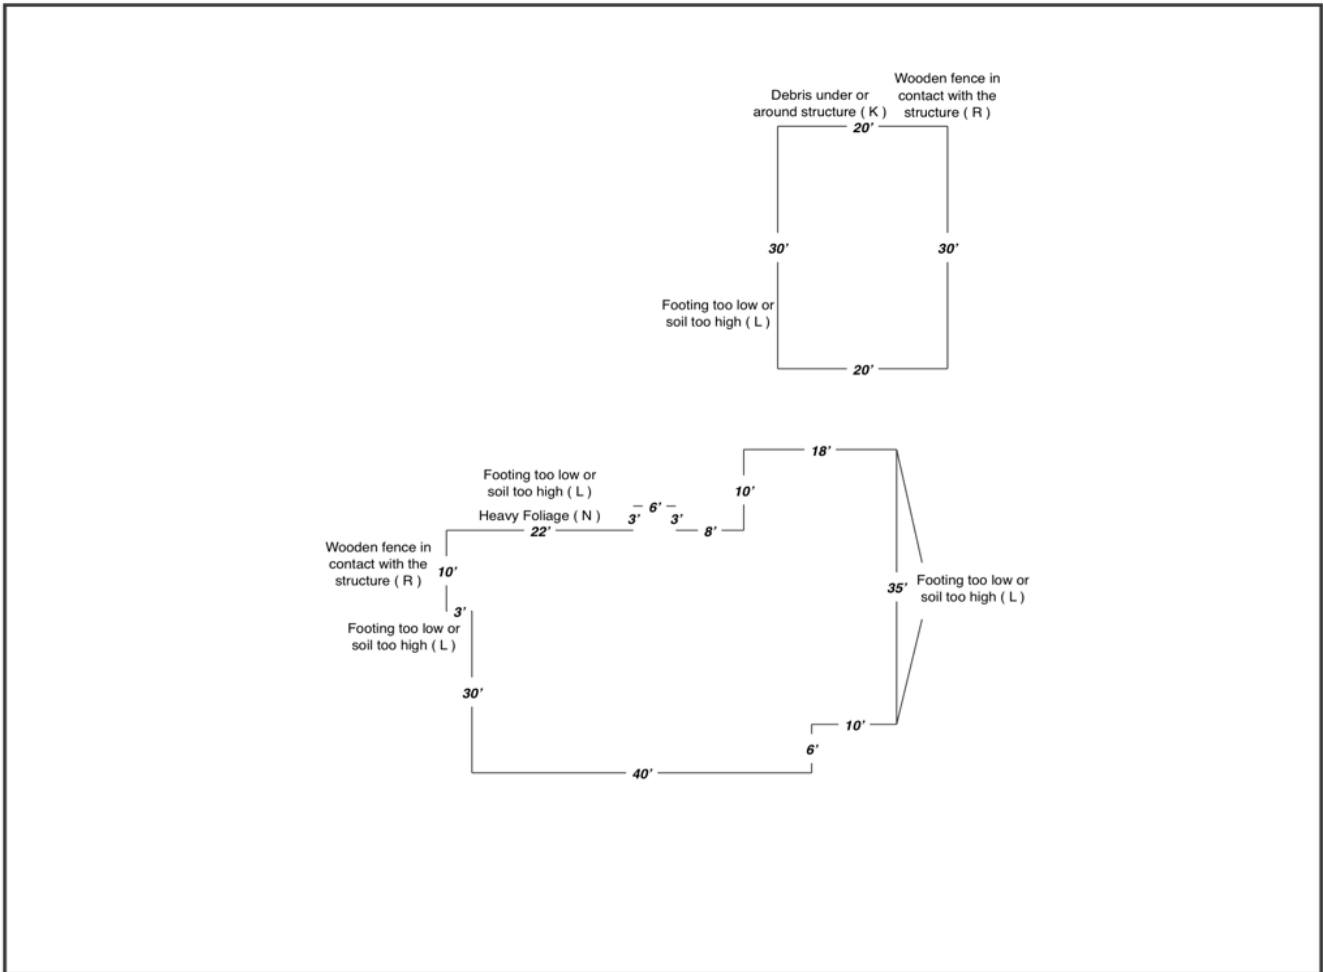 Wooden fence in
contact with the
structure ( R )
Debris under or
around structure ( K )
20’
30’
30’
Footing too low or
soil too high ( L )
20’
18’
Footing too low or
soil too high ( L )
10’
Heavy Foliage ( N )
6’
3’
3’
22’
8’
Wooden fence in
contact with the
structure ( R )
10’
35’
Footing too low or
soil too high ( L )
3’
Footing too low or
soil too high ( L )
30’
10’
6’
40’